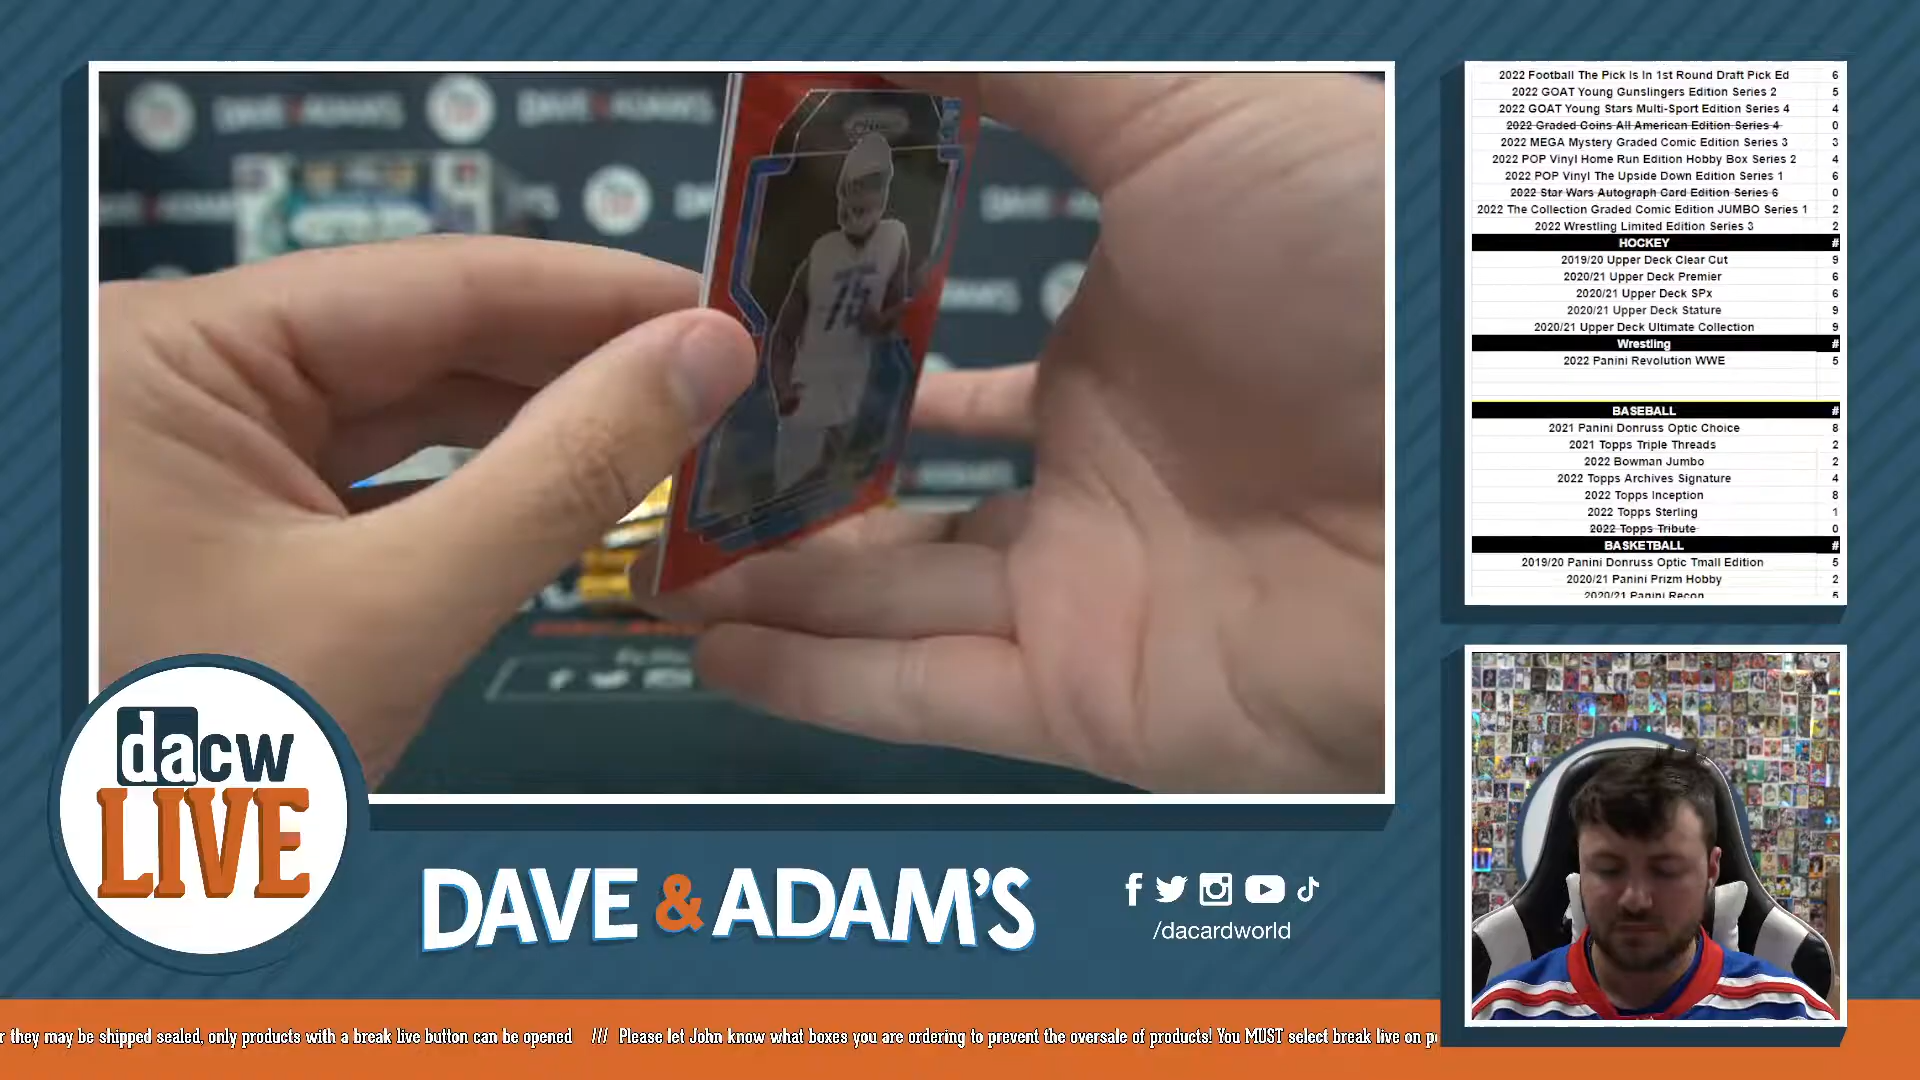 2022 Football The Pick Is In 1st Round Draft Pick Ed 6
2022 GOAT Young Gunslingers Edition Series 2 5
2022 GOAT Young Stars Multi-Sport Edition Series 4 4
2022 Graded Coins All American Edition Series 4 0
2022 MEGA Mystery Graded Comic Edition Series 3 3
2022 POP Vinyl Home Run Edition Hobby Box Series 2 4
2022 POP Vinyl The Upside Down Edition Series 1 6
2022 Star Wars Autograph Card Edition Series 6 0
2022 The Collection Graded Comic Edition JUMBO Series 1 2
2022 Wrestling Limited Edition Series 3 2
HOCKEY #
2019/20 Upper Deck Clear Cut 9
2020/21 Upper Deck Premier 6
2020/21 Upper Deck SPx 6
2020/21 Upper Deck Stature 9
2020/21 Upper Deck Ultimate Collection 9
Wrestling #
2022 Panini Revolution WWE 5
BASEBALL #
2021 Panini Donruss Optic Choice 8
2021 Topps Triple Threads 2
2022 Bowman Jumbo 2
2022 Topps Archives Signature 4
2022 Topps Inception 8
2022 Topps Sterling 1
2022 Topps Tribute 0
BASKETBALL #
2019/20 Panini Donruss Optic Tmall Edition 5
2020/21 Panini Prizm Hobby 2
2020/21 Panini Recon 5
DAVE & ADAMS
75
dacw
LIVE
DAVE & ADAM'S
/dacardworld
r they may be shipped sealed, only products with a break live button can be opened /// Please let John know what boxes you are ordering to prevent the oversale of products! You MUST select break live on p